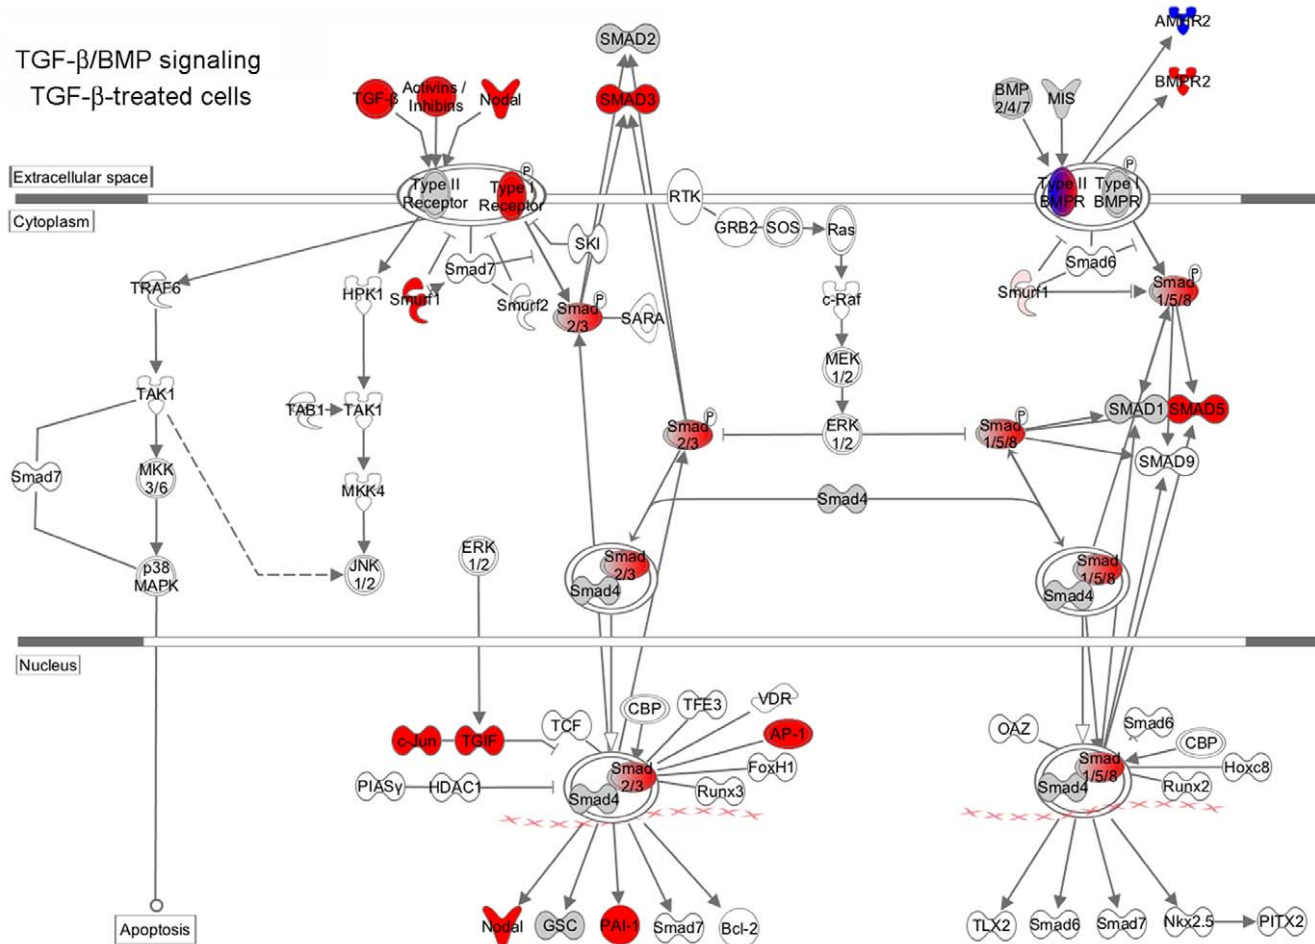 TGF-β/BMP signaling
TGF-β-treated cells
SMAD2
AMHR2
TGF-β
Activins /
Inhibins
Nodal
SMAD3
BMP
2/4/7
MIS
BMPR2
Extracellular space
Cytoplasm
Type II
Receptor
P
Type I
Receptor
RTK
GRB2
SOS
Ras
Type II
BMPR
P
Type I
BMPR
SKI
TRAF6
HPK1
Smurf1
Smad7
Smurf2
P
Smad
2/3
SARA
c-Raf
Smurf1
Smad6
P
Smad
1/5/8
MEK
1/2
TAK1
TAB1
TAK1
P
Smad
2/3
ERK
1/2
P
Smad
1/5/8
SMAD1
SMAD5
SMAD9
Smad7
MKK
3/6
MKK4
Smad4
p38
MAPK
JNK
1/2
ERK
1/2
Smad
2/3
Smad4
Smad
1/5/8
Smad4
Nucleus
c-Jun
TGIF
TCF
CBP
TFE3
VDR
AP-1
FoxH1
Runx3
PIASγ
HDAC1
Smad
2/3
Smad4
OAZ
Smad6
CBP
Hoxc8
Runx2
Smad
1/5/8
Smad4
Apoptosis
Nodal
GSC
PAI-1
Smad7
Bcl-2
TLX2
Smad6
Smad7
Nkx2.5
PITX2